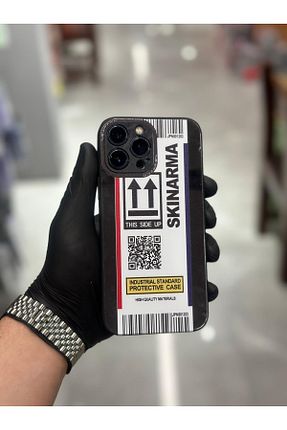 SKINARMA
THIS SIDE UP
INDUSTRIAL STANDARD
PROTECTIVE CASE
HIGH QUALITY MATERIALS